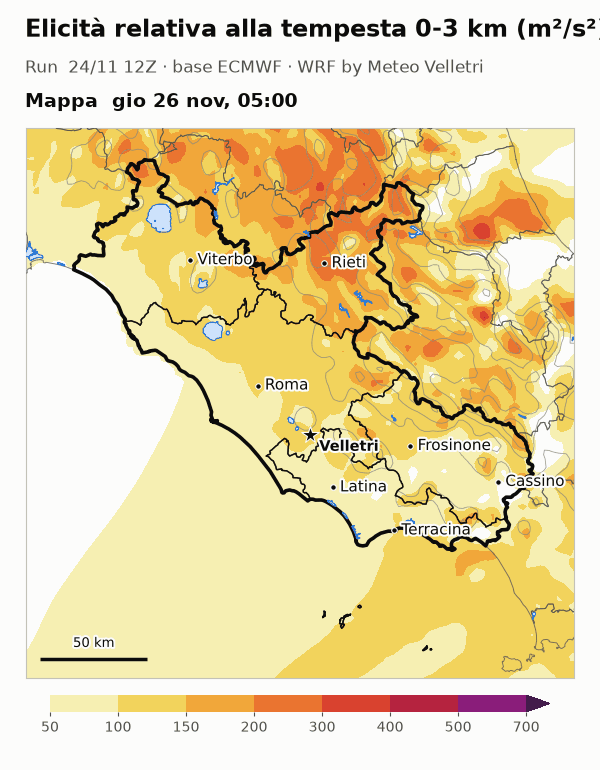 Elicità relativa alla tempesta 0-3 km (m²/s²)
Run  24/11 12Z · base ECMWF · WRF by Meteo Velletri
Mappa  gio 26 nov, 05:00
Viterbo
Rieti
Roma
Velletri
Frosinone
Latina
Cassino
Terracina
50 km
50 100 150 200 300 400 500 700